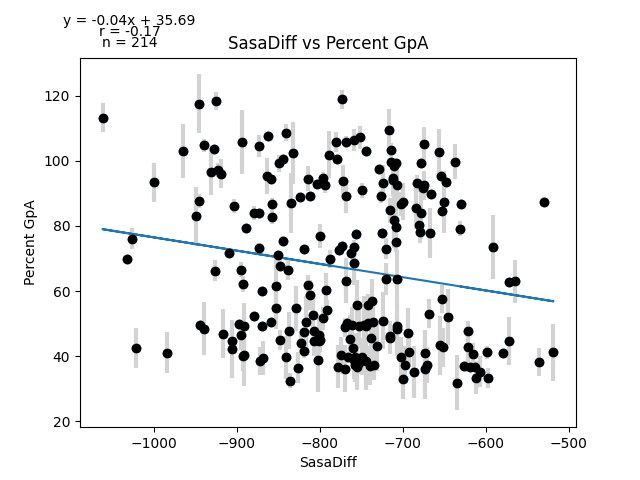 y = -0.04x + 35.69
r = -0.17
n = 214
SasaDiff vs Percent GpA
Percent GpA
120
100
80
60
40
20
−1000
−900
−800
−700
−600
−500
SasaDiff